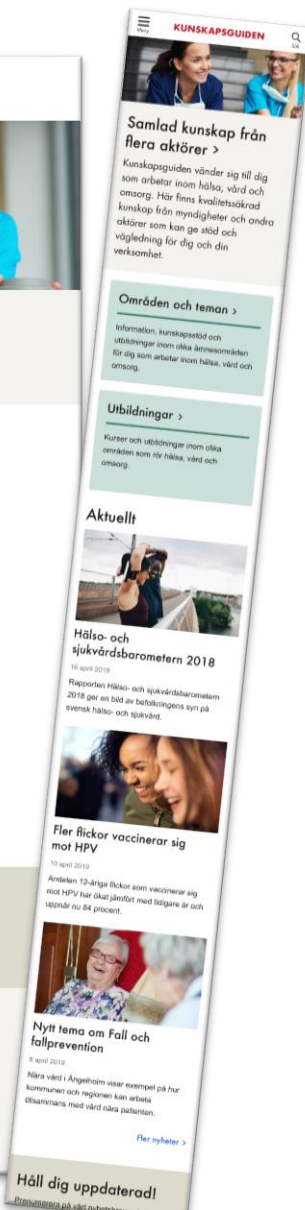 Meny
KUNSKAPSGUIDEN
Sök
Samlad kunskap från
flera aktörer >
Kunskapsguiden vänder sig till dig
som arbetar inom hälsa, vård och
omsorg. Här finns kvalitetssäkrad
kunskap från myndigheter och andra
aktörer som kan ge stöd och
vägledning för dig och din
verksamhet.
Områden och teman >
Information, kunskapsstöd och
utbildningar inom olika ämnesområden
för dig som arbetar inom hälsa, vård och
omsorg.
Utbildningar >
Kurser och utbildningar inom olika
områden som rör hälsa, vård och
omsorg.
Aktuellt
Hälso- och
sjukvårdsbarometern 2018
16 april 2019
Rapporten Hälso- och sjukvårdsbarometern
2018 ger en bild av befolkningens syn på
svensk hälso- och sjukvård.
Fler flickor vaccinerar sig
mot HPV
10 april 2019
Andelen 12-åriga flickor som vaccinerar sig
mot HPV har ökat jämfört med tidigare år och
uppnår nu 84 procent.
Nytt tema om Fall och
fallprevention
8 april 2019
Nära vård i Ängelholm visar exempel på hur
kommunen och regionen kan arbeta
tillsammans med vård nära patienten.
Fler nyheter >
Håll dig uppdaterad!
Prenumerera på vårt nyhetsbrev